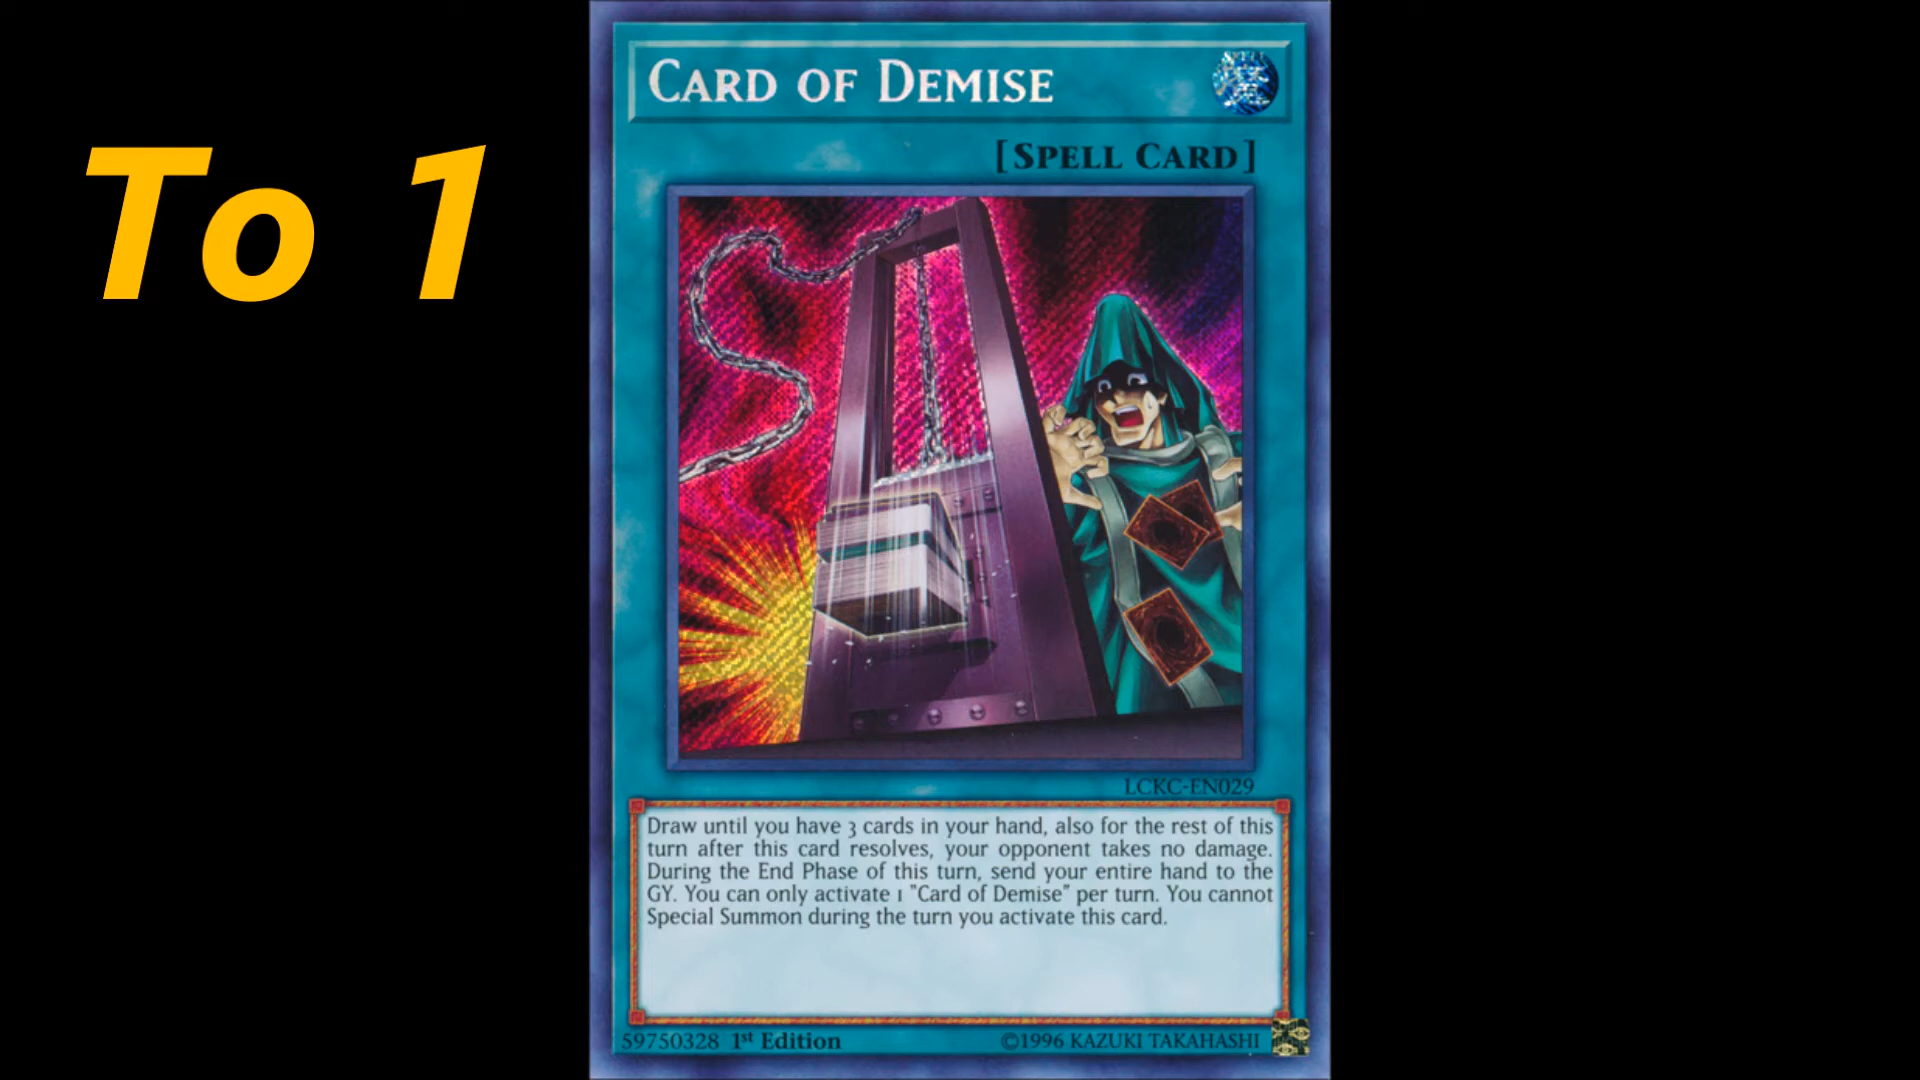 To 1
CARD OF DEMISE
[SPELL CARD]
LCKC-EN029
Draw until you have 3 cards in your hand, also for the rest of this
turn after this card resolves, your opponent takes no damage.
During the End Phase of this turn, send your entire hand to the
GY. You can only activate 1 "Card of Demise" per turn. You cannot
Special Summon during the turn you activate this card.
59750328 1st Edition ©1996 KAZUKI TAKAHASHI